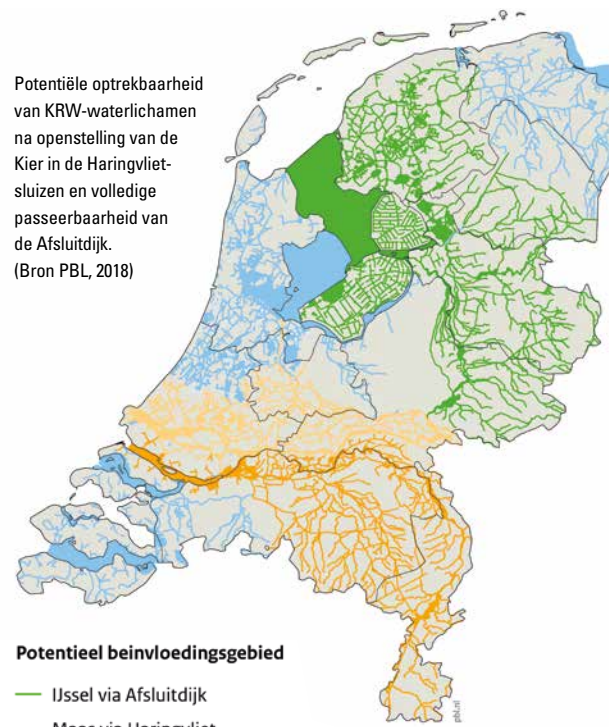 Potentiële optrekbaarheid
van KRW-waterlichamen
na openstelling van de
Kier in de Haringvliet-
sluizen en volledige
passeerbaarheid van
de Afsluitdijk.
(Bron PBL, 2018)
Potentieel beinvloedingsgebied
IJssel via Afsluitdijk
Maas via Haringvliet
pbl.nl